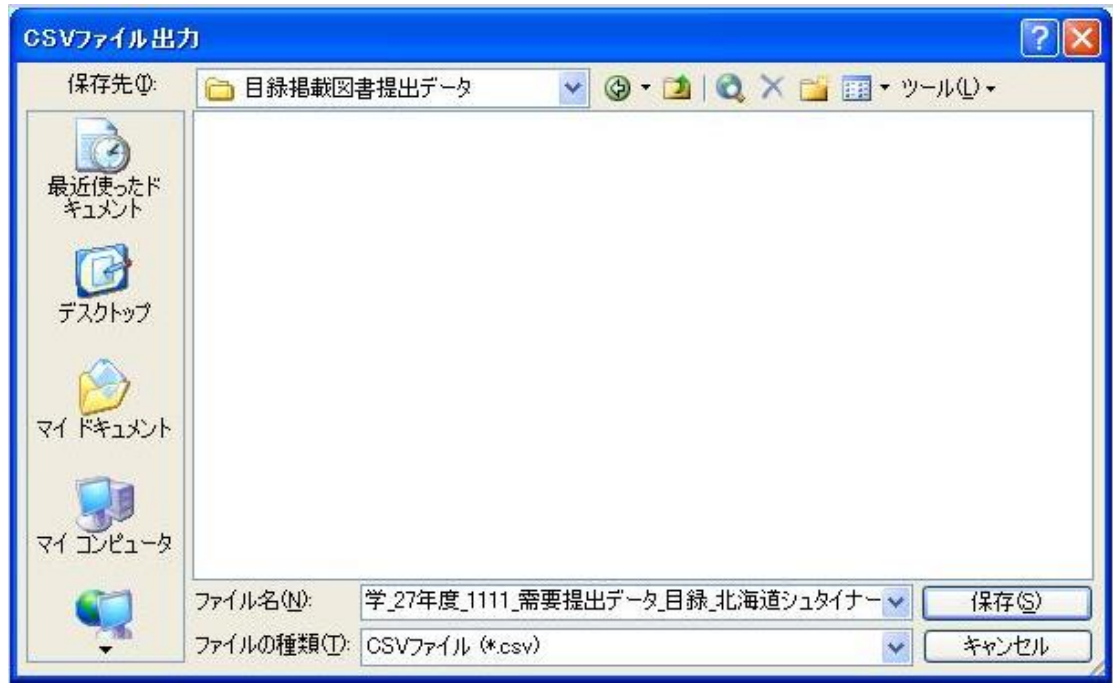 CSVファイル出力
保存先(I):
目録掲載図書提出データ
ツール(L)
最近使ったド
キュメント
デスクトップ
マイ ドキュメント
マイ コンピュータ
ファイル名(N):
学_27年度_1111_需要提出データ_目録_北海道シュタイナー
保存(S)
ファイルの種類(T):
CSVファイル (*.csv)
キャンセル